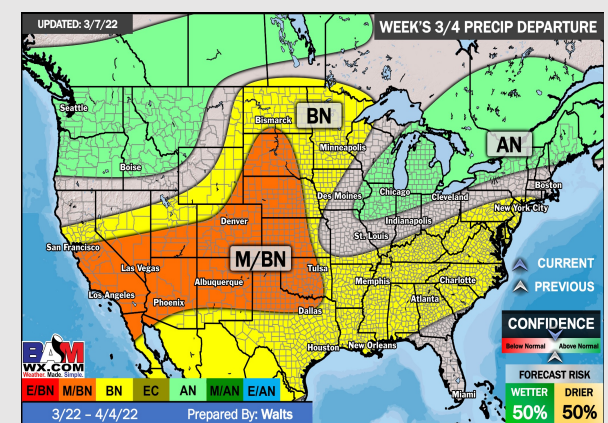 UPDATED: 3/7/22
WEEK'S 3/4 PRECIP DEPARTURE
Seattle
Bismarck
BN
AN
Minneapolis
Boise
Chicago
Boston
Des Moines
Cleveland
New York City
Indianapolis
Denver
St. Louis
San Francisco
M/BN
Las Vegas
Tulsa
CURRENT
Albuquerque
Memphis
Charlotte
PREVIOUS
Los Angeles
Phoenix
Atlanta
Dallas
CONFIDENCE
Below Normal
Above Normal
Houston
New Orleans
BAM
WX.COM
Weather. Made. Simple.
FORECAST RISK
E/BN M/BN BN EC AN M/AN E/AN
Miami
WETTER DRIER
50% 50%
3/22 – 4/4/22 Prepared By: Walts